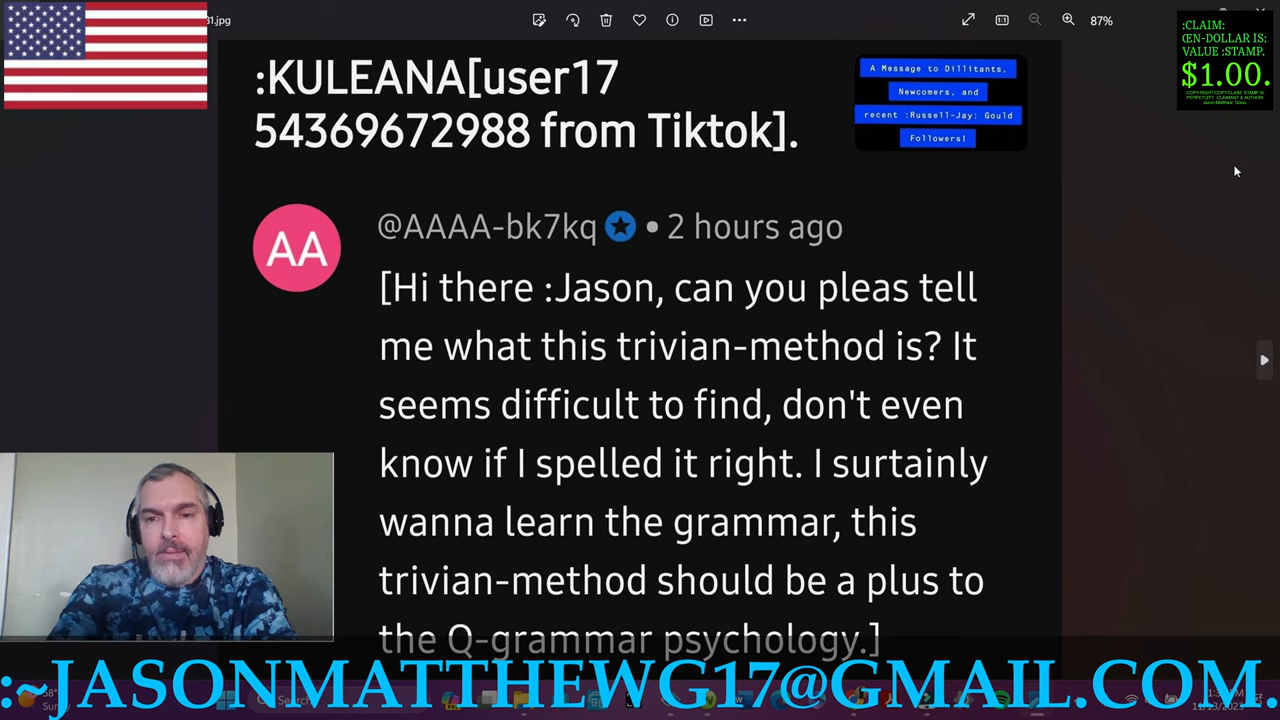 31.jpg
87%
:CLAIM:
ŒN-DOLLAR IS:
VALUE :STAMP.
$1.00.
:KULEANA[user17
54369672988 from Tiktok].
A Message to Dillitants,
Newcomers, and
recent :Russell-Jay: Gould
Followers!
@AAAA-bk7kq • 2 hours ago
AA
[Hi there :Jason, can you pleas tell
me what this trivian-method is? It
seems difficult to find, don't even
know if I spelled it right. I surtainly
wanna learn the grammar, this
trivian-method should be a plus to
the Q-grammar psychology.]
:~JASONMATTHEWG17@GMAIL.COM.
Search